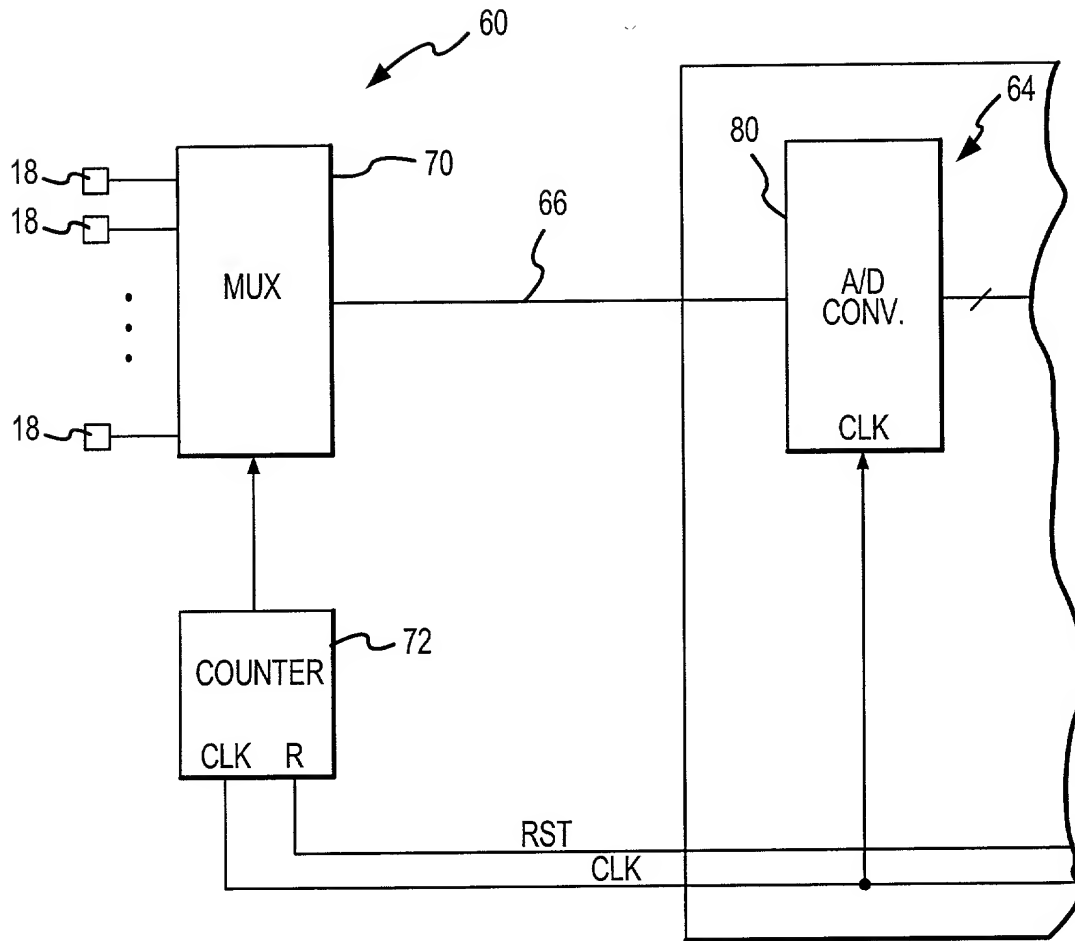 60
64
80
18
70
18
66
MUX
A/D
CONV.
18
CLK
72
COUNTER
CLK R
RST
CLK